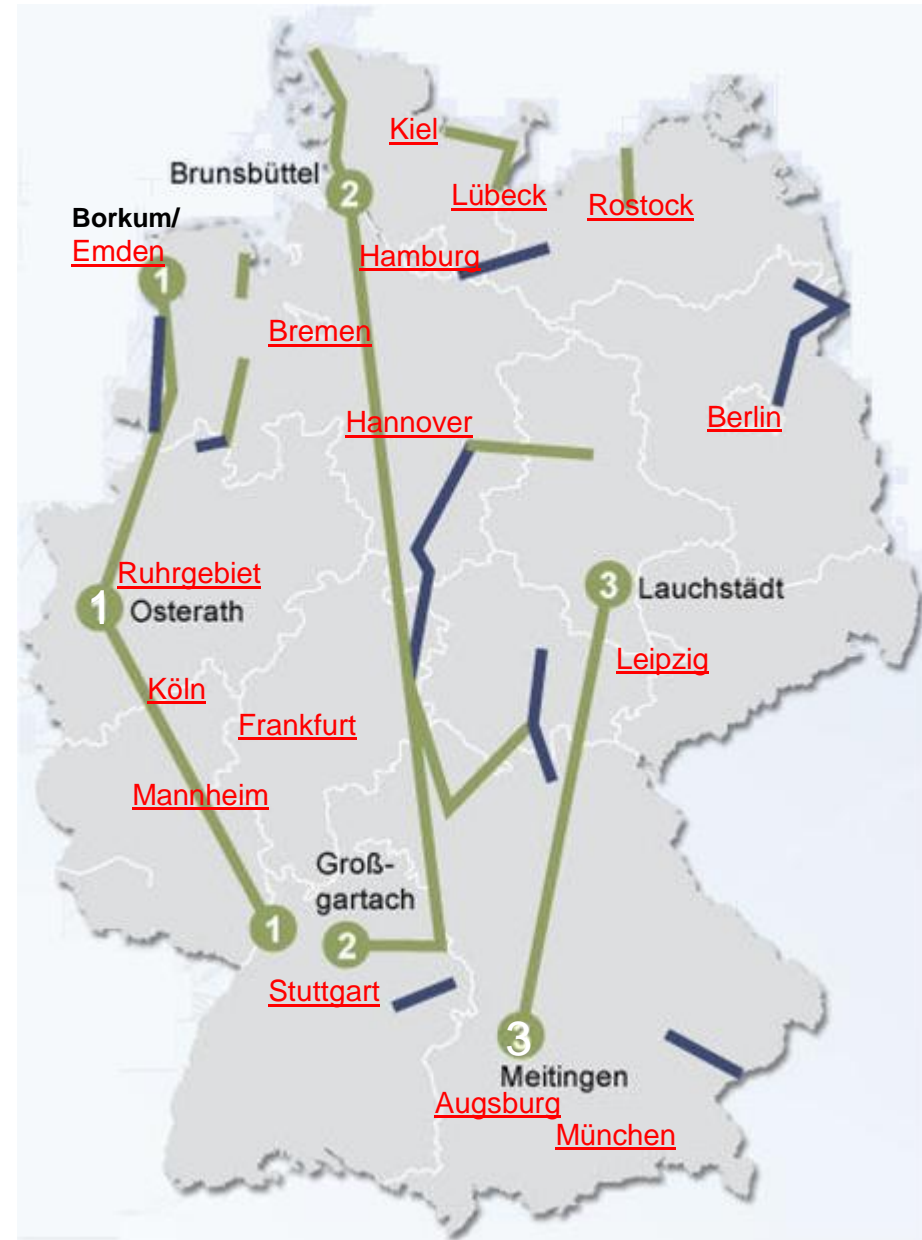 Kiel
Brunsbüttel
2
Lübeck
Rostock
Borkum/
Emden
Hamburg
1
Bremen
Berlin
Hannover
Ruhrgebiet
1
Osterath
3
Lauchstädt
Leipzig
Köln
Frankfurt
Mannheim
Groß-
gartach
1
2
Stuttgart
3
Meitingen
Augsburg
München